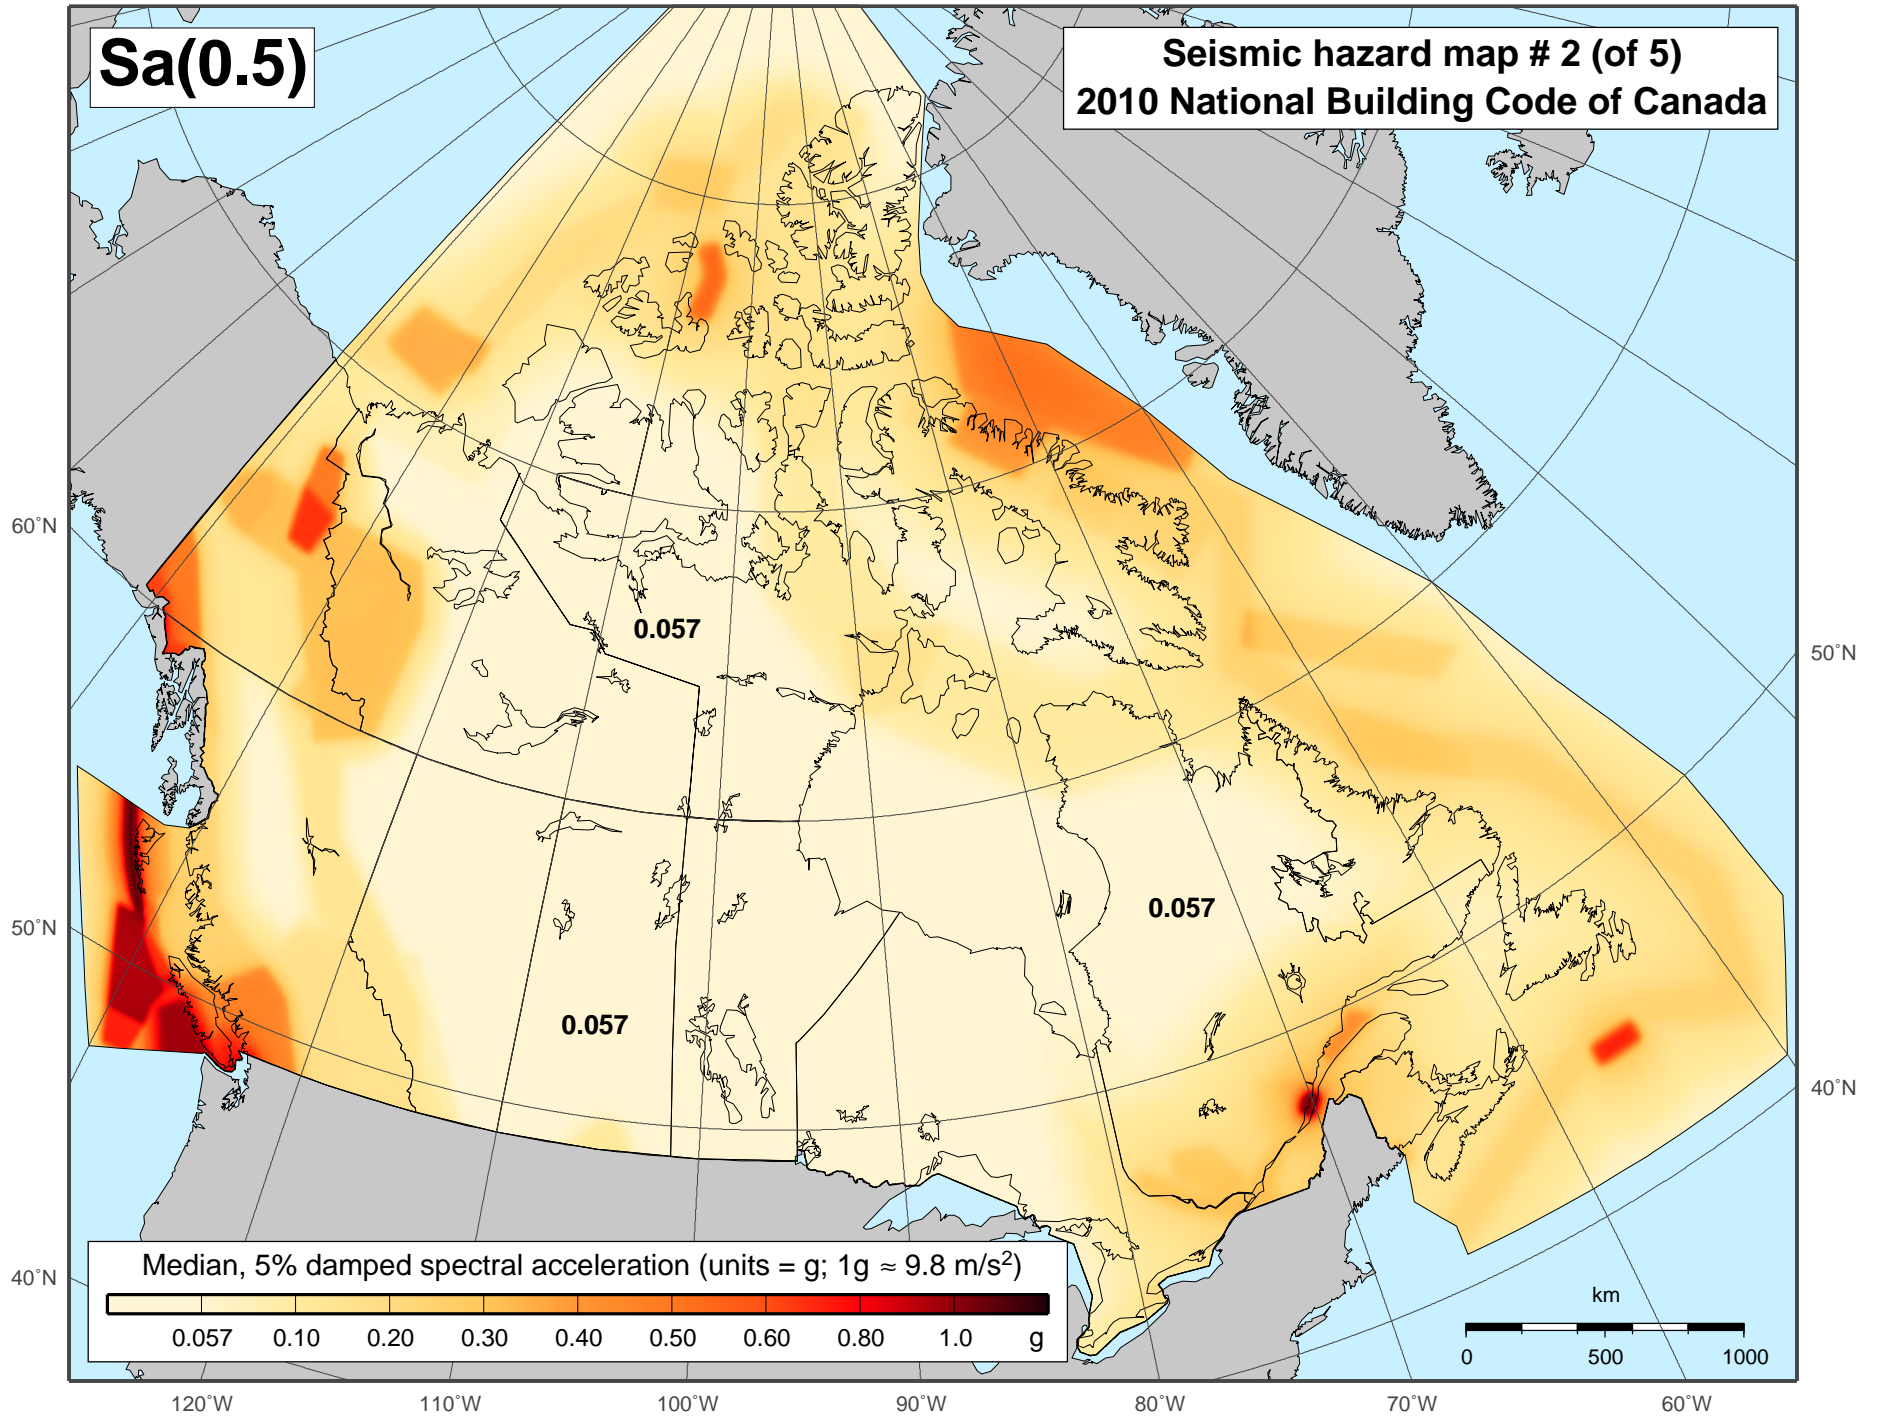 Sa(0.5)
Seismic hazard map # 2 (of 5)
2010 National Building Code of Canada
60°N
50°N
0.057
50°N
0.057
40°N
0.057
40°N
Median, 5% damped spectral acceleration (units = g; 1g ≈ 9.8 m/s²)
0.057 0.10 0.20 0.30 0.40 0.50 0.60 0.80 1.0 g
km
0 500 1000
120°W 110°W 100°W 90°W 80°W 70°W 60°W